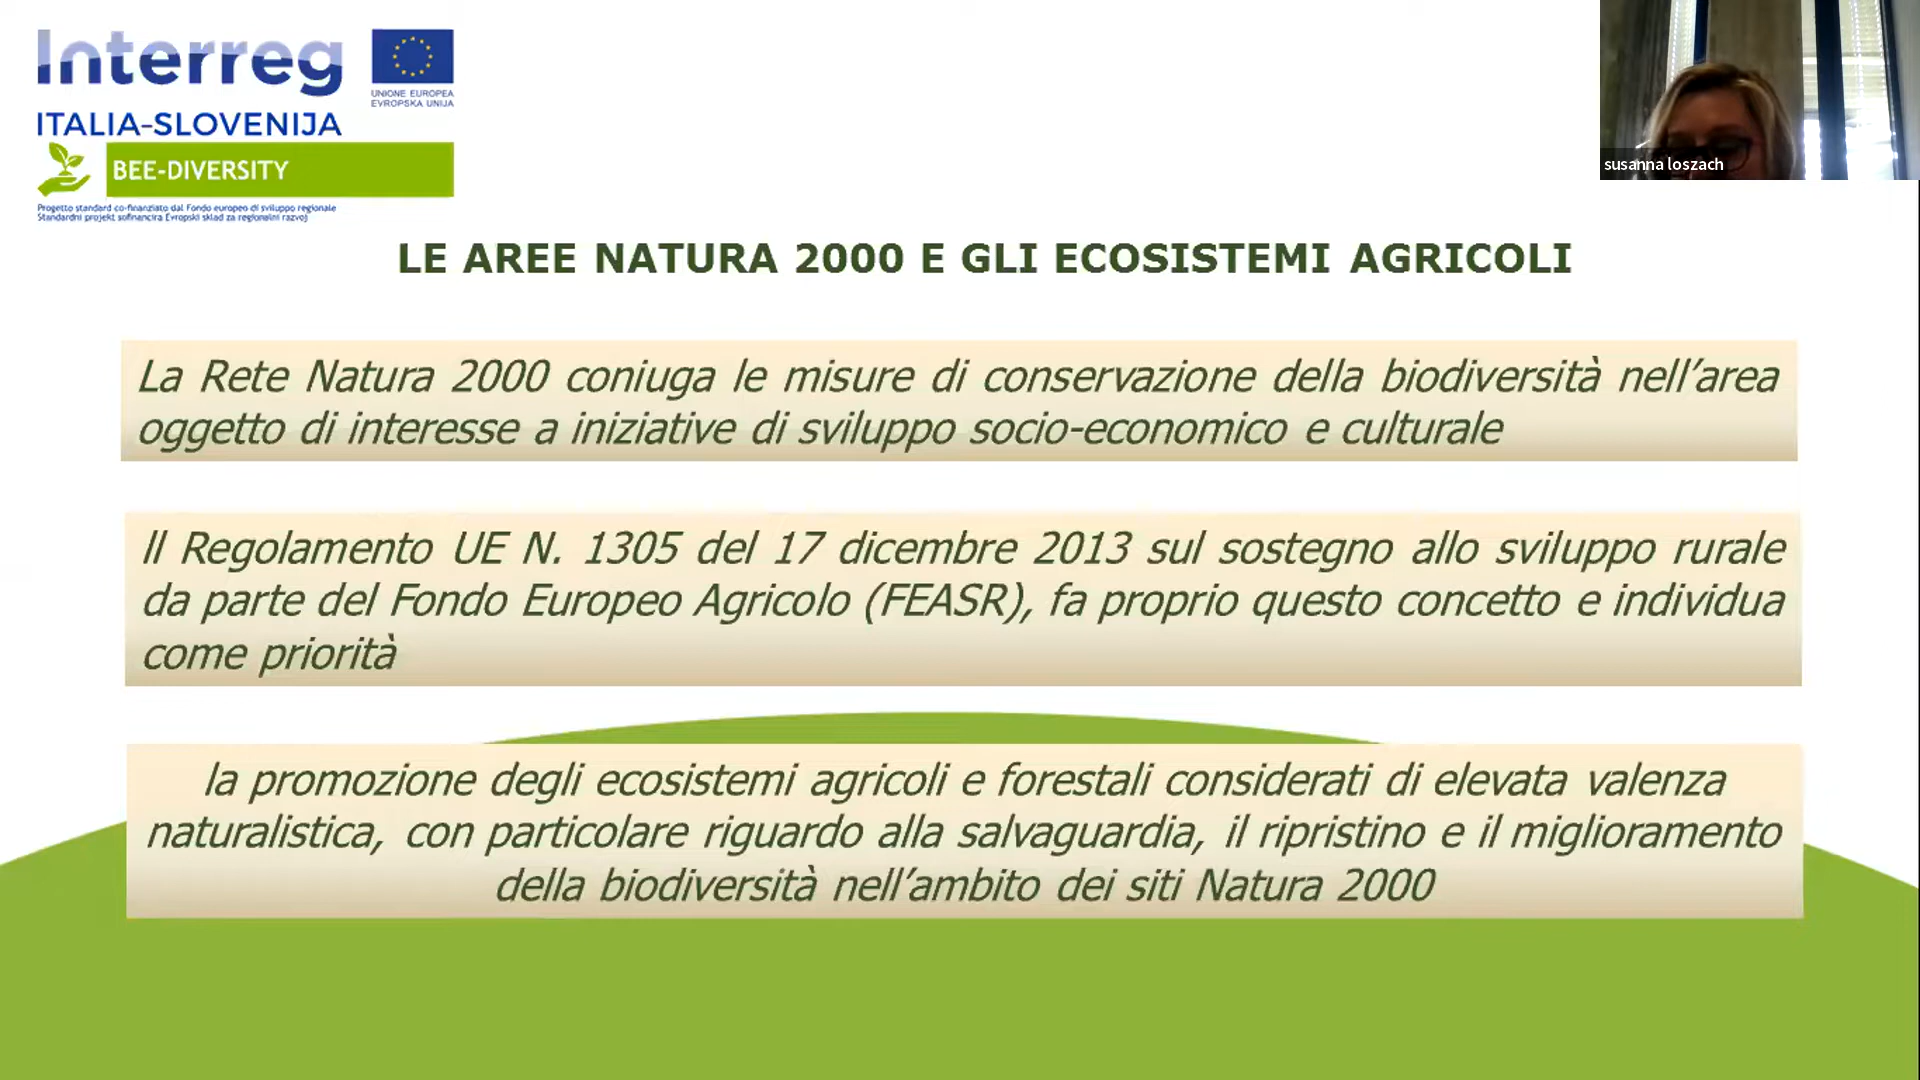 Interreg
UNIONE EUROPEA
EVROPSKA UNIJA
ITALIA-SLOVENIJA
BEE-DIVERSITY
Progetto standard co-finanziato dal Fondo europeo di sviluppo regionale
Standardni projekt sofinancira Evropski sklad za regionalni razvoj
susanna loszach
LE AREE NATURA 2000 E GLI ECOSISTEMI AGRICOLI
La Rete Natura 2000 coniuga le misure di conservazione della biodiversità nell’area
oggetto di interesse a iniziative di sviluppo socio-economico e culturale
Il Regolamento UE N. 1305 del 17 dicembre 2013 sul sostegno allo sviluppo rurale
da parte del Fondo Europeo Agricolo (FEASR), fa proprio questo concetto e individua
come priorità
la promozione degli ecosistemi agricoli e forestali considerati di elevata valenza
naturalistica, con particolare riguardo alla salvaguardia, il ripristino e il miglioramento
della biodiversità nell’ambito dei siti Natura 2000